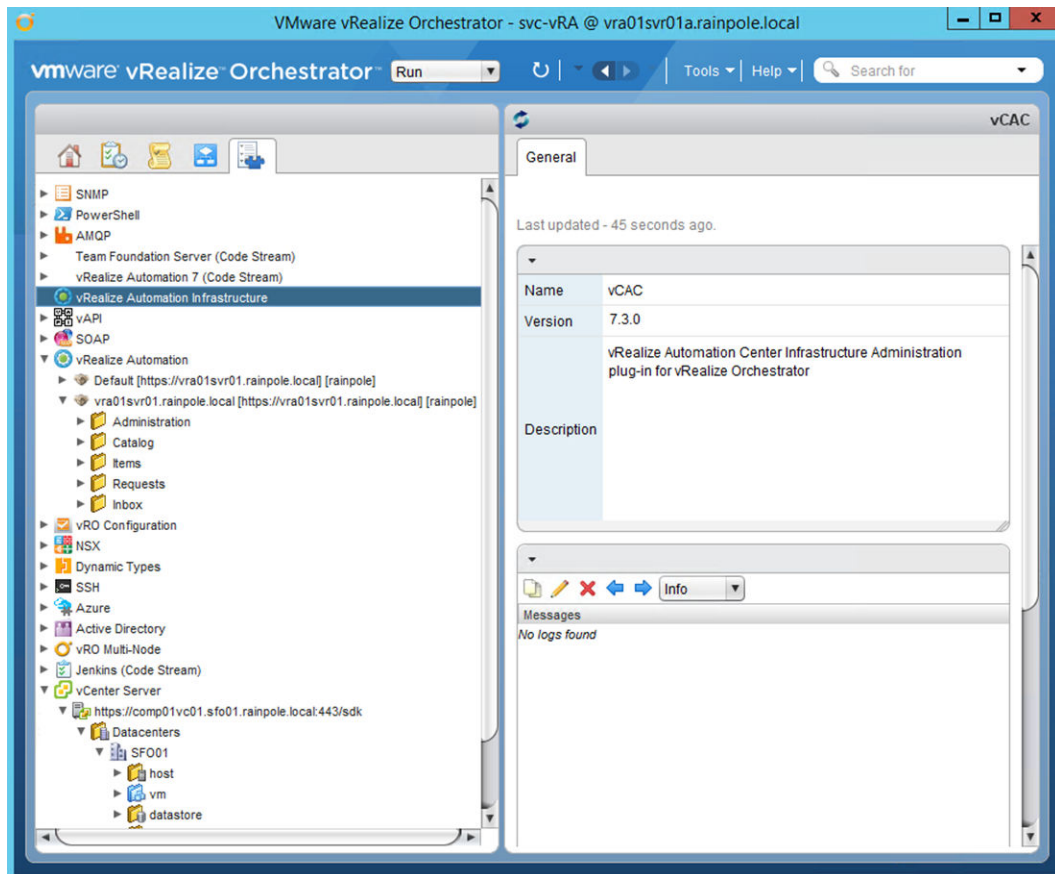 VMware vRealize Orchestrator - svc-vRA @ vra01svr01a.rainpole.local
vmware vRealize™ Orchestrator™
Run
Tools
Help
Search for
SNMP
PowerShell
AMQP
Team Foundation Server (Code Stream)
vRealize Automation 7 (Code Stream)
vRealize Automation Infrastructure
vAPI
SOAP
vRealize Automation
Default [https://vra01svr01.rainpole.local] [rainpole]
vra01svr01.rainpole.local [https://vra01svr01.rainpole.local] [rainpole]
Administration
Catalog
Items
Requests
Inbox
vRO Configuration
NSX
Dynamic Types
SSH
Azure
Active Directory
vRO Multi-Node
Jenkins (Code Stream)
vCenter Server
https://comp01vc01.sfo01.rainpole.local:443/sdk
Datacenters
SFO01
host
vm
datastore
vCAC
General
Last updated - 45 seconds ago.
Name vCAC
Version 7.3.0
Description vRealize Automation Center Infrastructure Administration
plug-in for vRealize Orchestrator
Info
Messages
No logs found